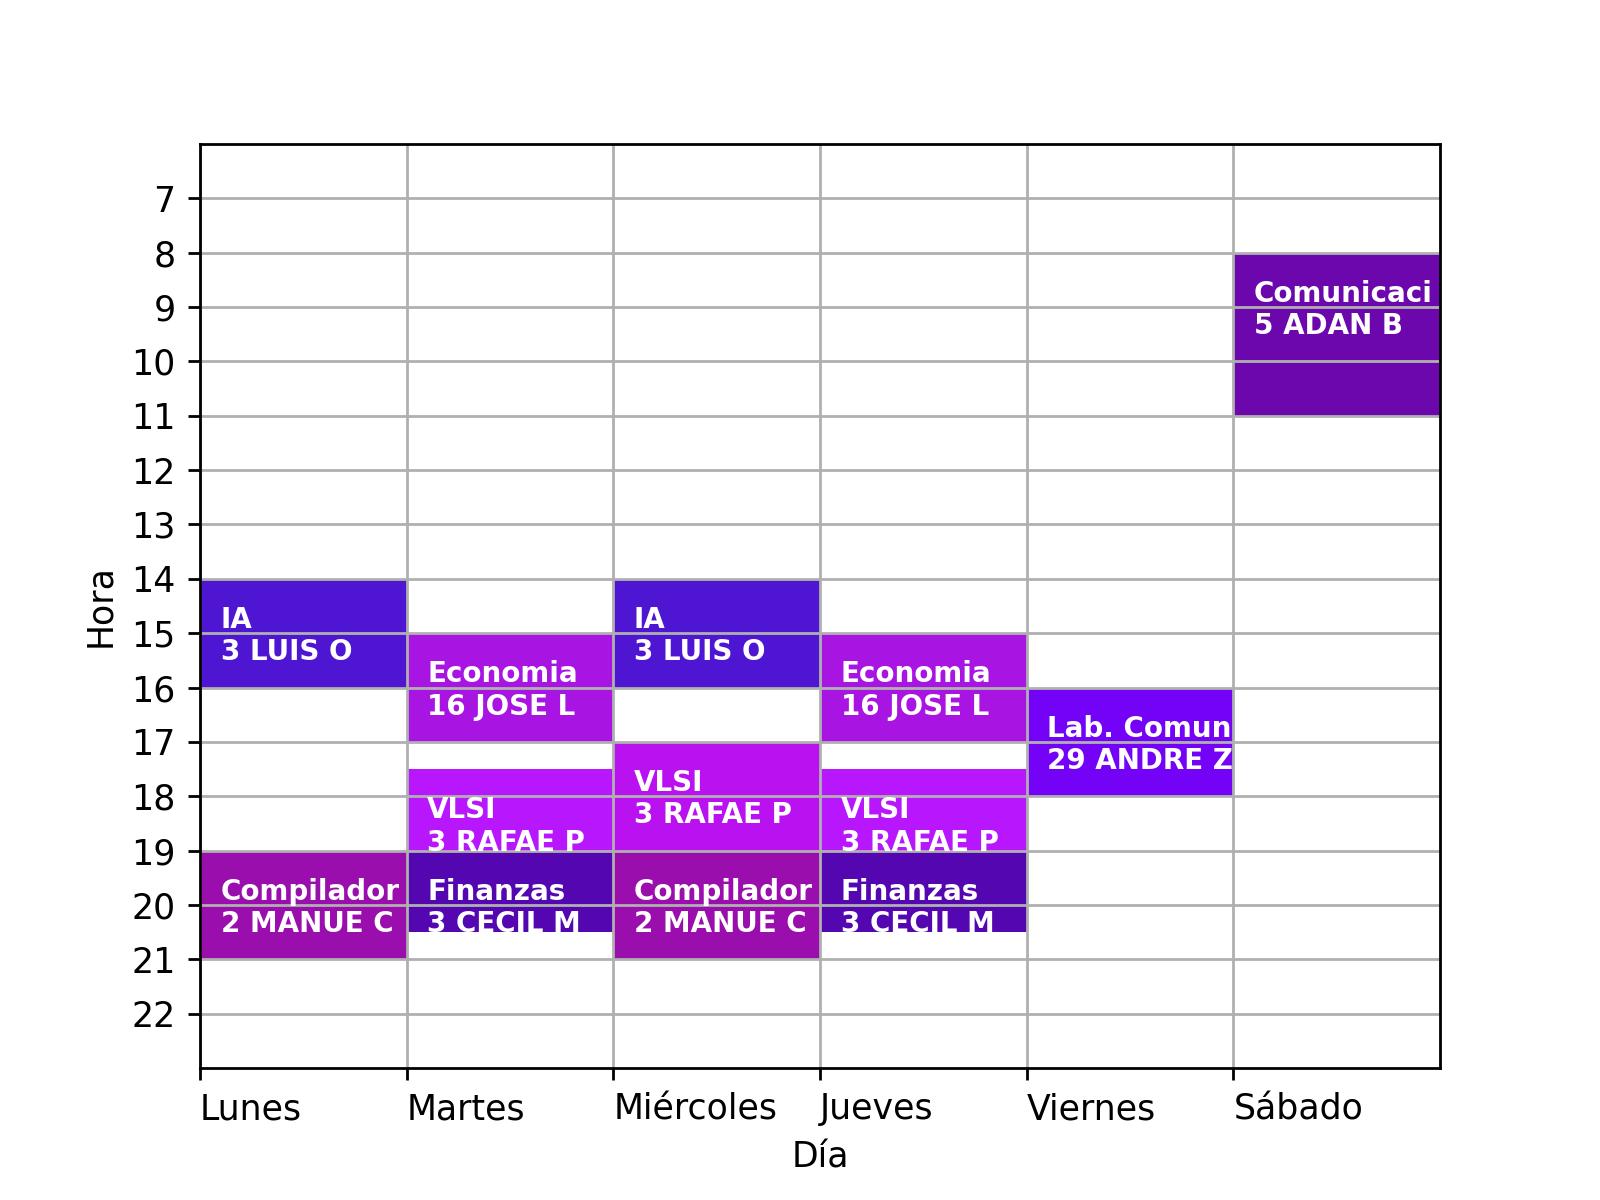 7
8
9
10
11
12
13
14
15
16
17
18
19
20
21
22
Hora
Comunicaci
5 ADAN B
IA
3 LUIS O
IA
3 LUIS O
Economia
16 JOSE L
Economia
16 JOSE L
Lab. Comun
29 ANDRE Z
VLSI
3 RAFAE P
VLSI
3 RAFAE P
VLSI
3 RAFAE P
Compilador
2 MANUE C
Finanzas
3 CECIL M
Compilador
2 MANUE C
Finanzas
3 CECIL M
Lunes
Martes
Miércoles
Jueves
Viernes
Sábado
Día